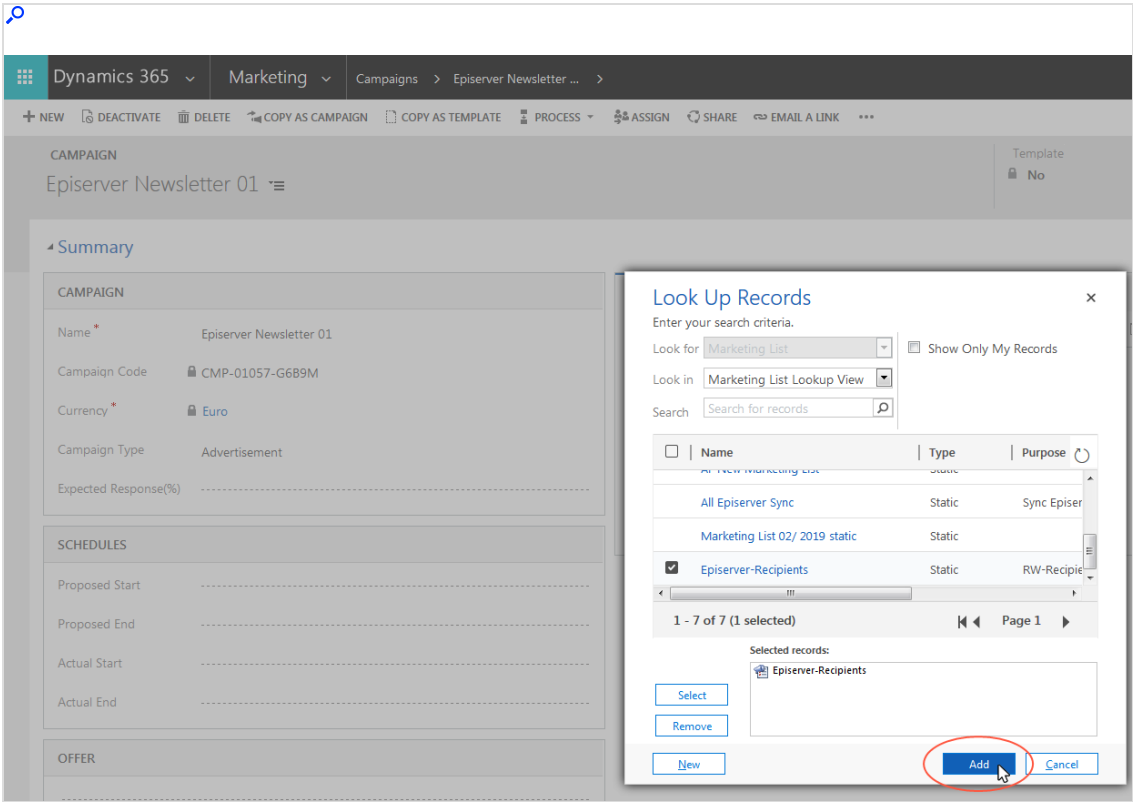 Dynamics 365 Marketing Campaigns > Episerver Newsletter ... >
NEW DEACTIVATE DELETE COPY AS CAMPAIGN COPY AS TEMPLATE PROCESS ASSIGN SHARE EMAIL A LINK ...
CAMPAIGN
Episerver Newsletter 01
Template
No
Summary
CAMPAIGN
Name * Episerver Newsletter 01
Campaign Code CMP-01057-G6B9M
Currency * Euro
Campaign Type Advertisement
Expected Response(%)
SCHEDULES
Proposed Start
Proposed End
Actual Start
Actual End
OFFER
Look Up Records
Enter your search criteria.
Look for Marketing List Show Only My Records
Look in Marketing List Lookup View
Search Search for records
Name Type Purpose
AP New Marketing List Static
All Episerver Sync Static Sync Episer
Marketing List 02/ 2019 static Static
Episerver-Recipients Static RW-Recipie
1 - 7 of 7 (1 selected) Page 1
Selected records:
Episerver-Recipients
Select
Remove
New Add Cancel